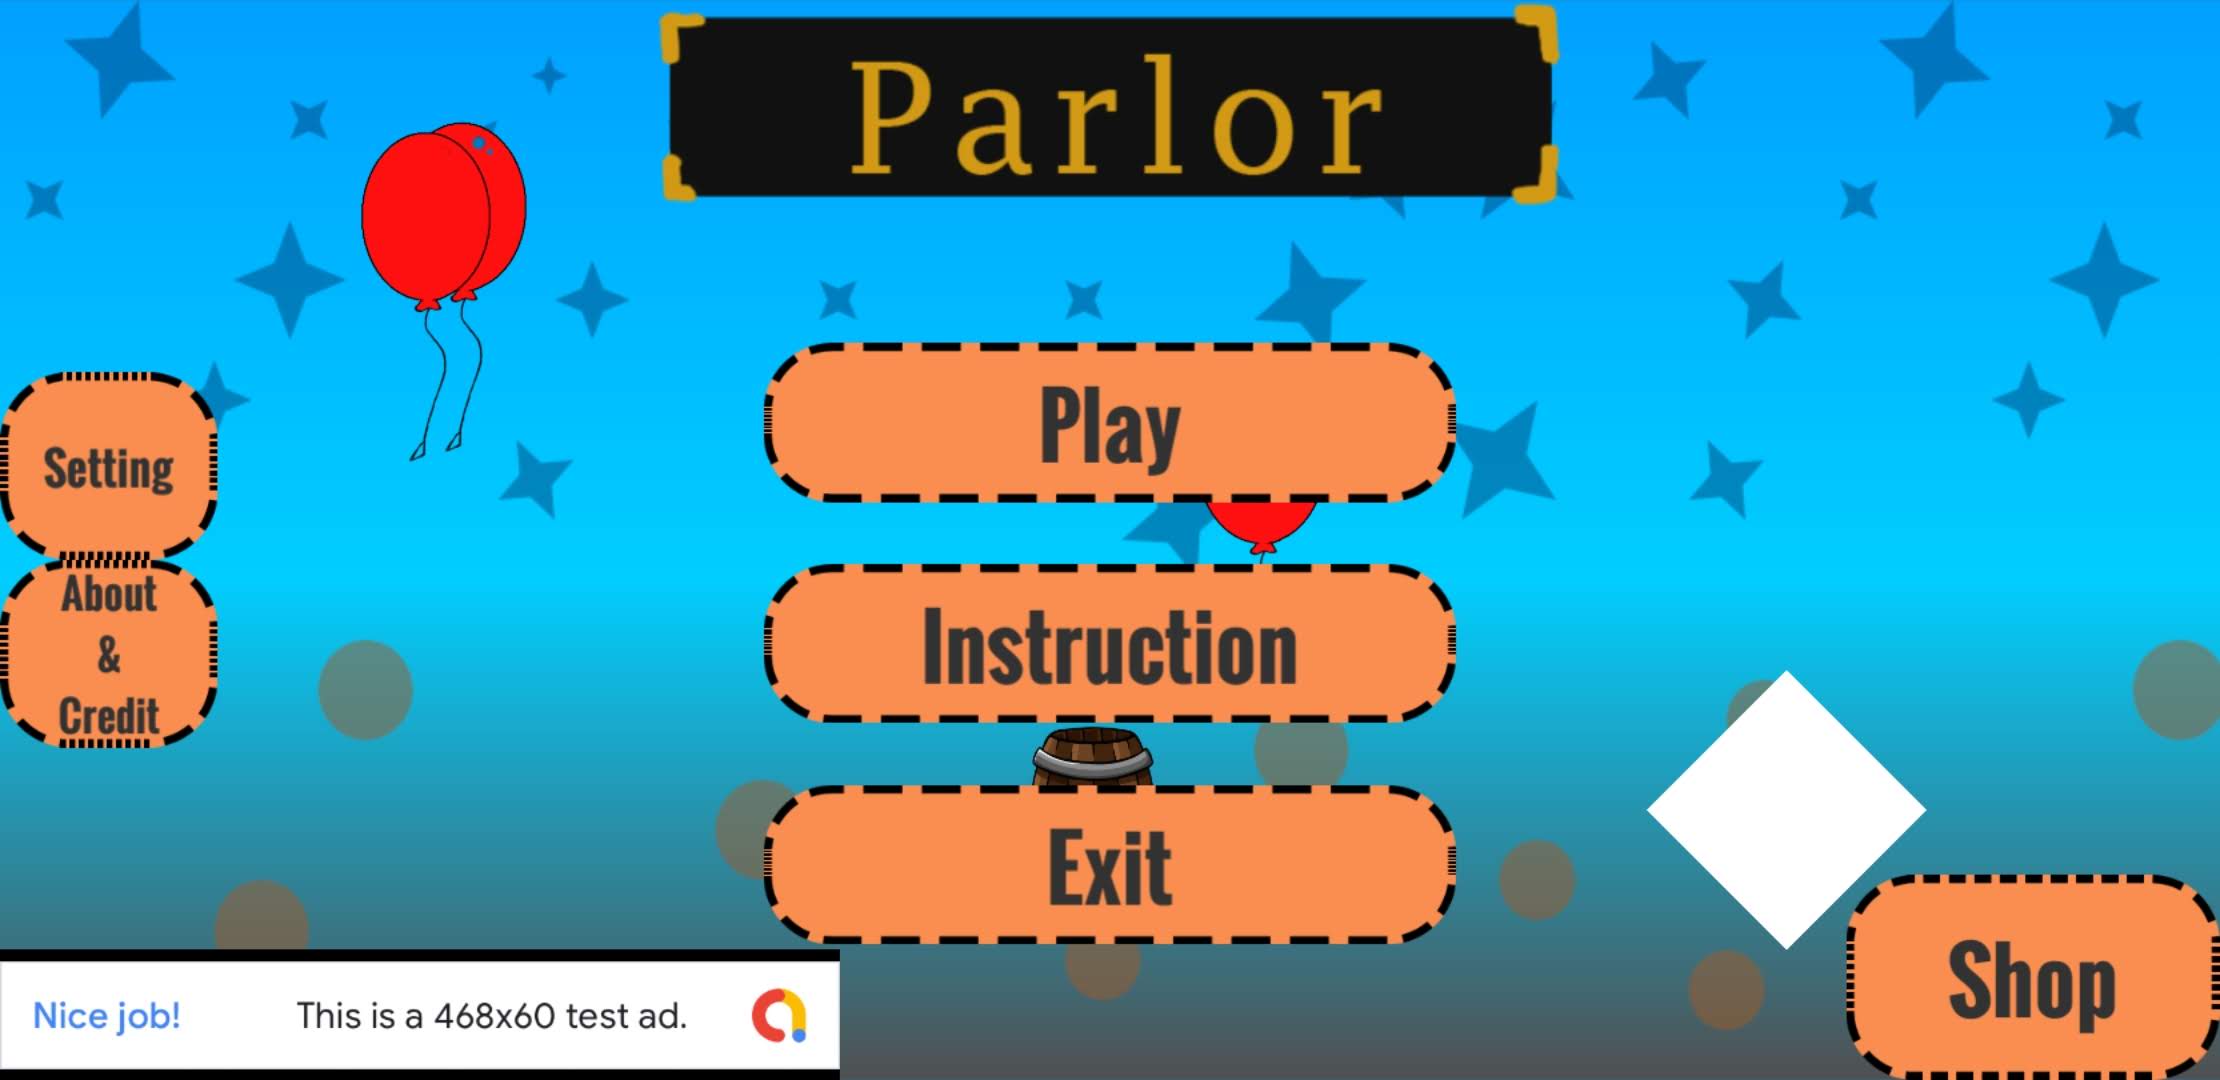 Parlor
Play
Setting
About
&
Credit
Instruction
Exit
Shop
Nice job!
This is a 468x60 test ad.